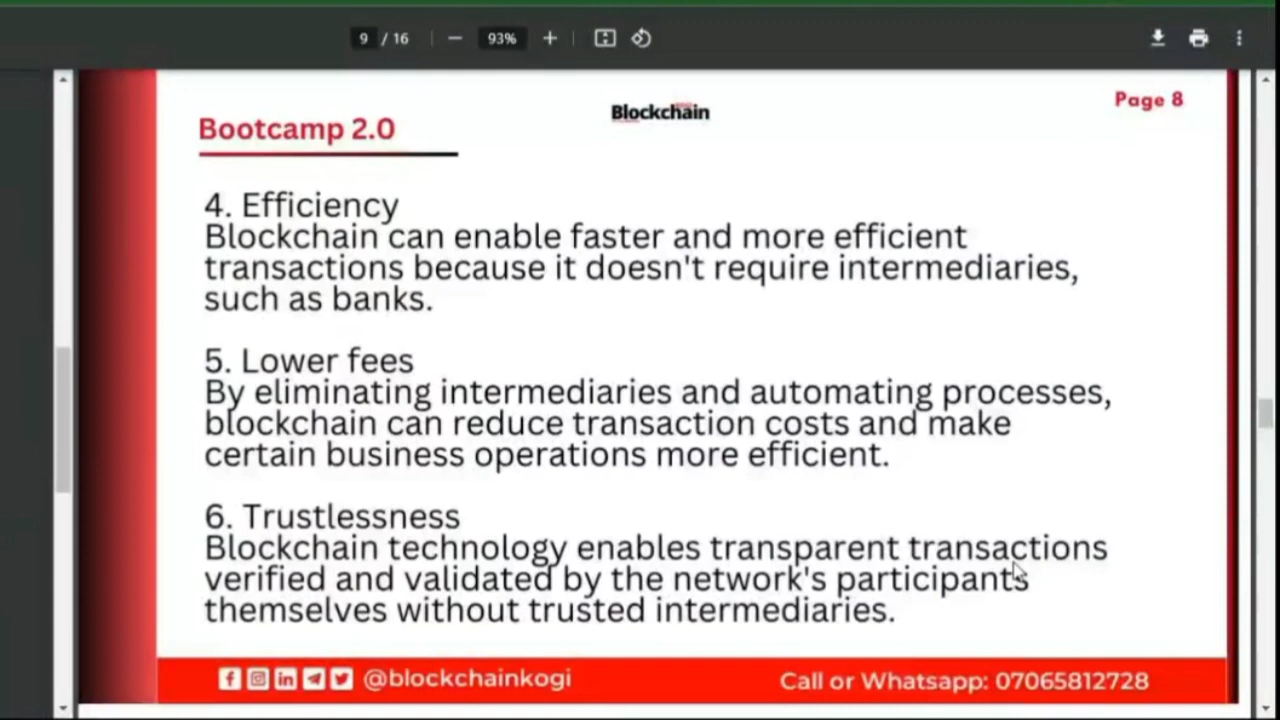 9 / 16
93%
Page 8
Blockchain
Bootcamp 2.0
4. Efficiency
Blockchain can enable faster and more efficient
transactions because it doesn't require intermediaries,
such as banks.
5. Lower fees
By eliminating intermediaries and automating processes,
blockchain can reduce transaction costs and make
certain business operations more efficient.
6. Trustlessness
Blockchain technology enables transparent transactions
verified and validated by the network's participants
themselves without trusted intermediaries.
@blockchainkogi
Call or Whatsapp: 07065812728